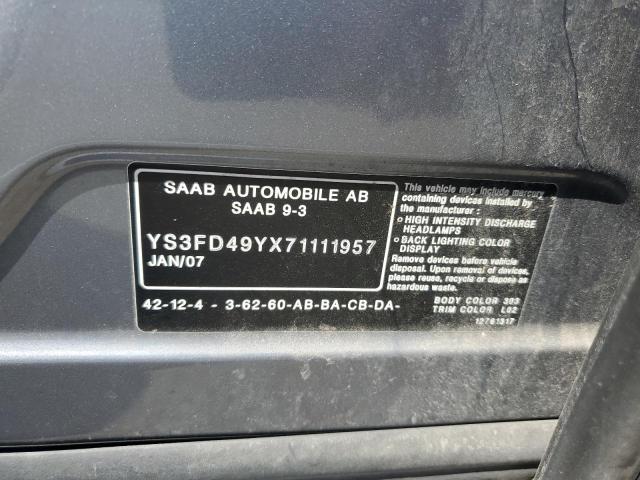 SAAB AUTOMOBILE AB
SAAB 9-3
YS3FD49YX71111957
JAN/07
42-12-4 - 3-62-60-AB-BA-CB-DA-
This vehicle may include mercury
containing devices installed by
the manufacturer:
○ HIGH INTENSITY DISCHARGE
HEADLAMPS
○ BACK LIGHTING COLOR
DISPLAY
Remove devices before vehicle
disposal. Upon removal of devices,
please reuse, recycle or dispose as
hazardous waste.
BODY COLOR 303
TRIM COLOR L02
12761317